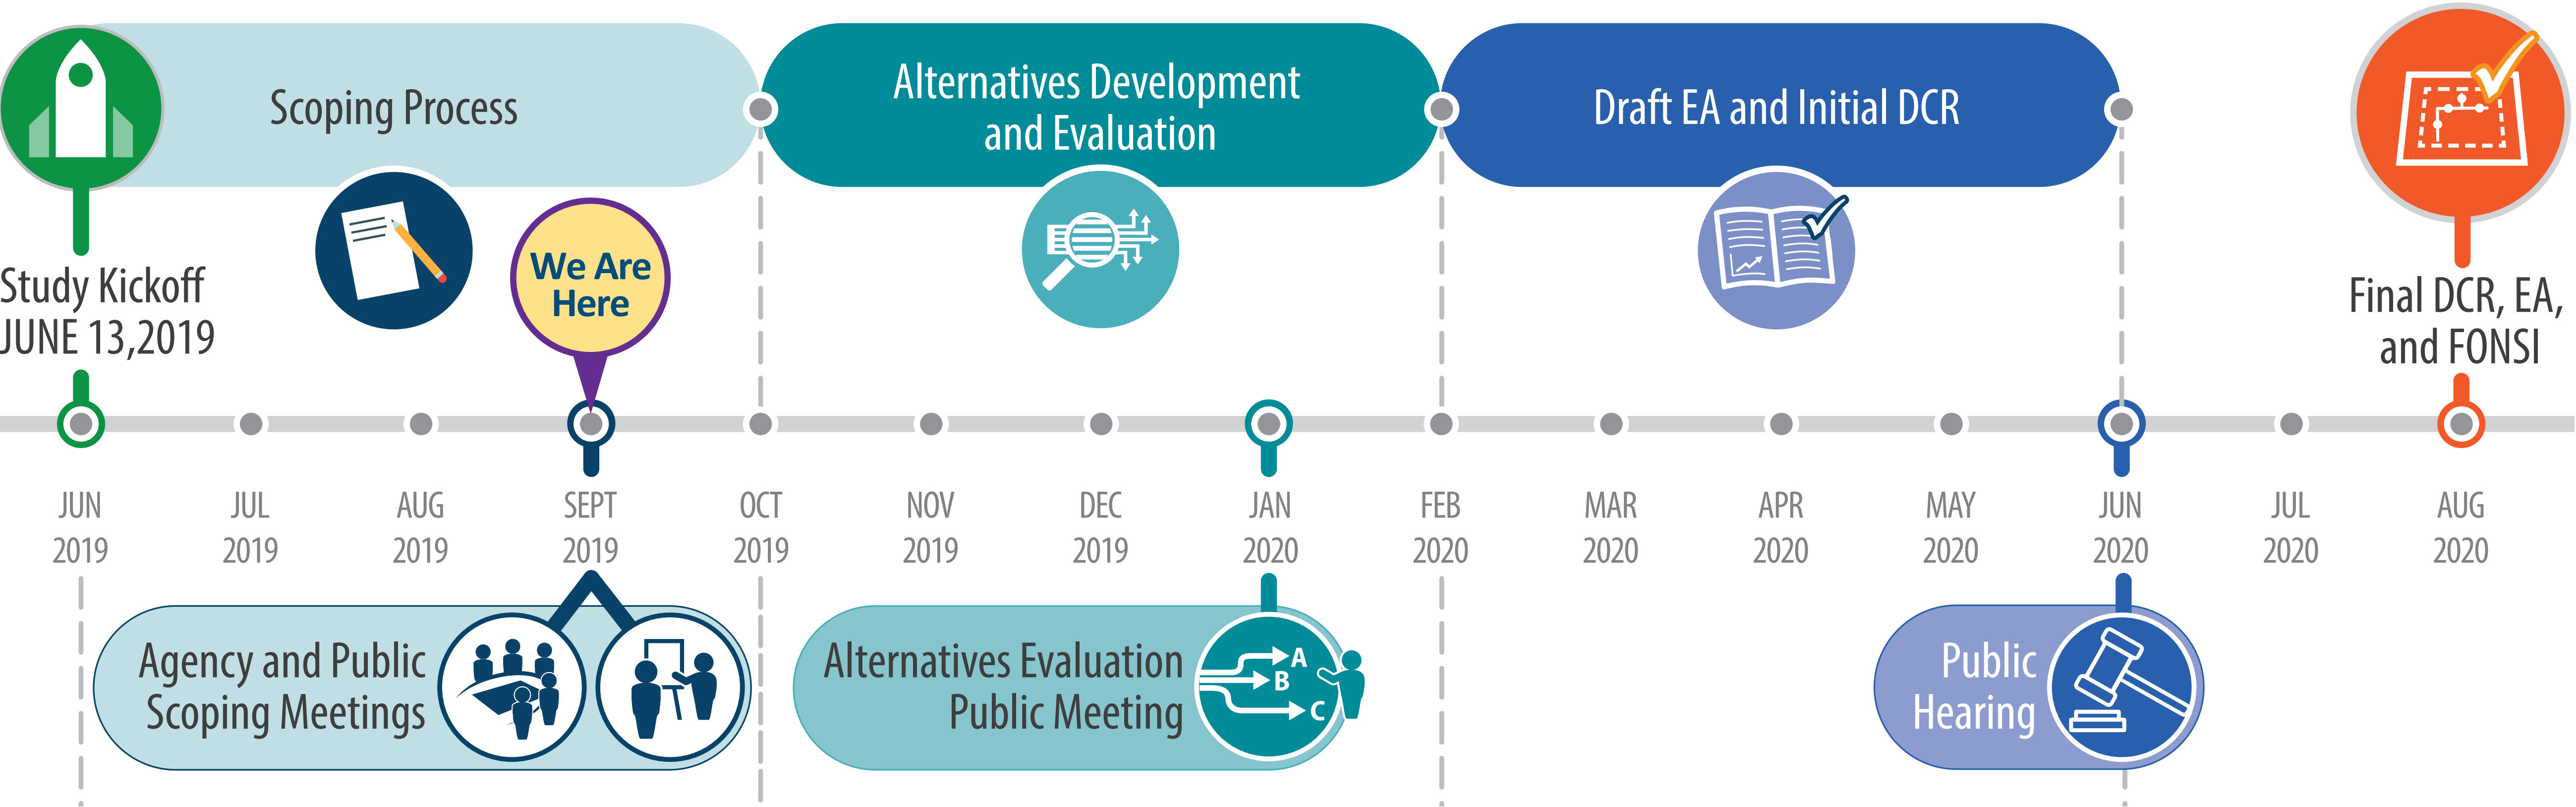 Scoping Process
Alternatives Development
and Evaluation
Draft EA and Initial DCR
We Are
Here
Study Kickoff
JUNE 13,2019
Final DCR, EA,
and FONSI
JUN
2019
JUL
2019
AUG
2019
SEPT
2019
OCT
2019
NOV
2019
DEC
2019
JAN
2020
FEB
2020
MAR
2020
APR
2020
MAY
2020
JUN
2020
JUL
2020
AUG
2020
Agency and Public
Scoping Meetings
Alternatives Evaluation
Public Meeting
A
B
C
Public
Hearing